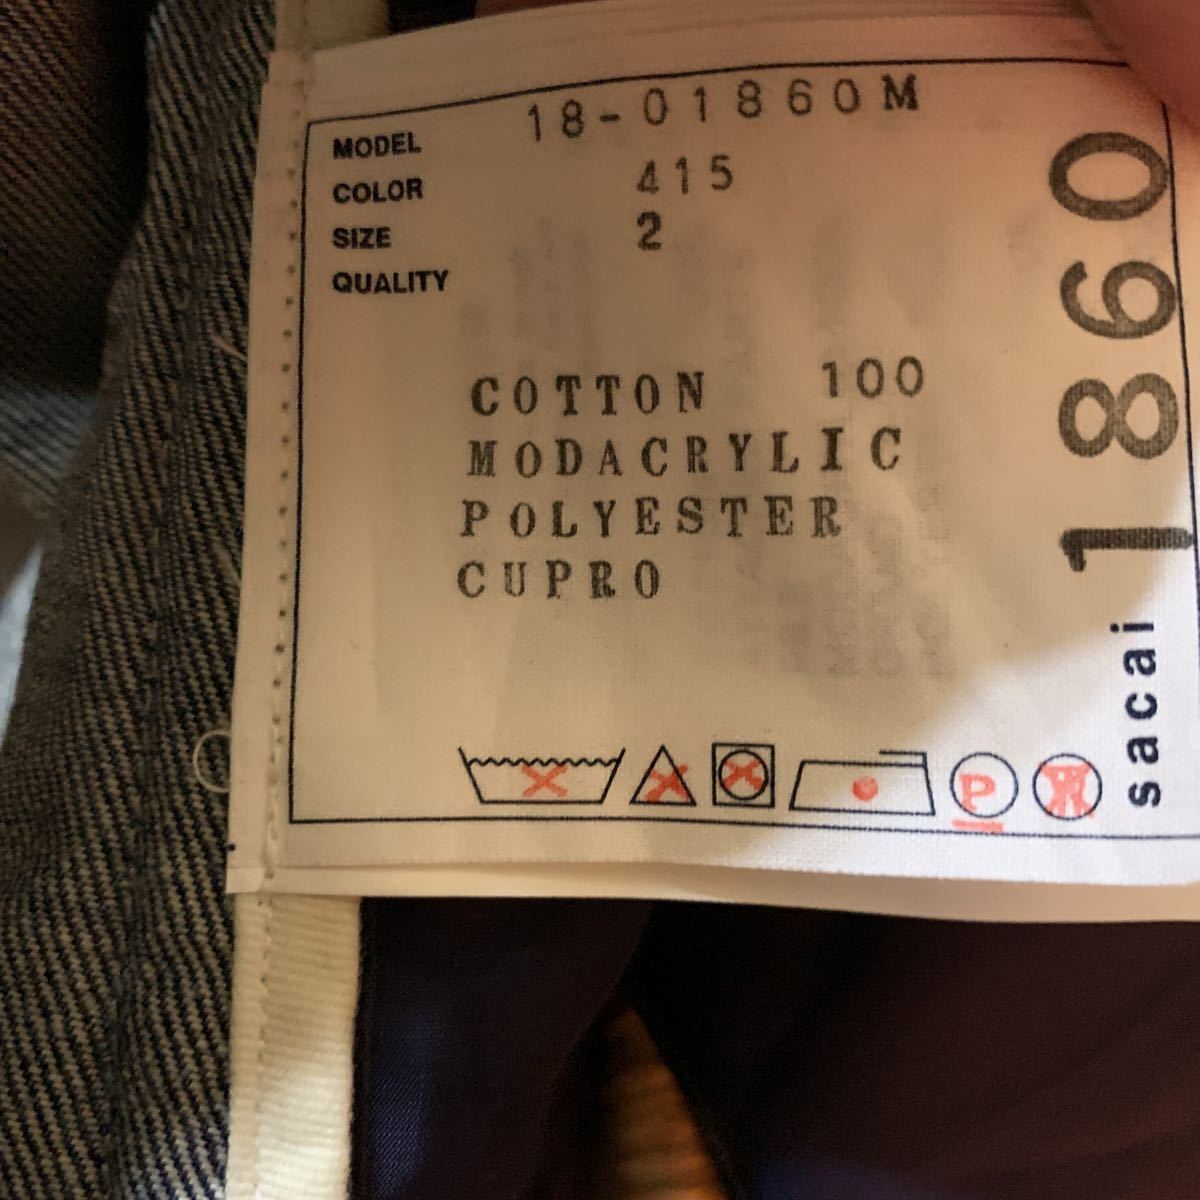 MODEL 18-01860M
COLOR 415
SIZE 2
QUALITY
COTTON 100
MODACRYLIC
POLYESTER
CUPRO
P
W
sacai 1860